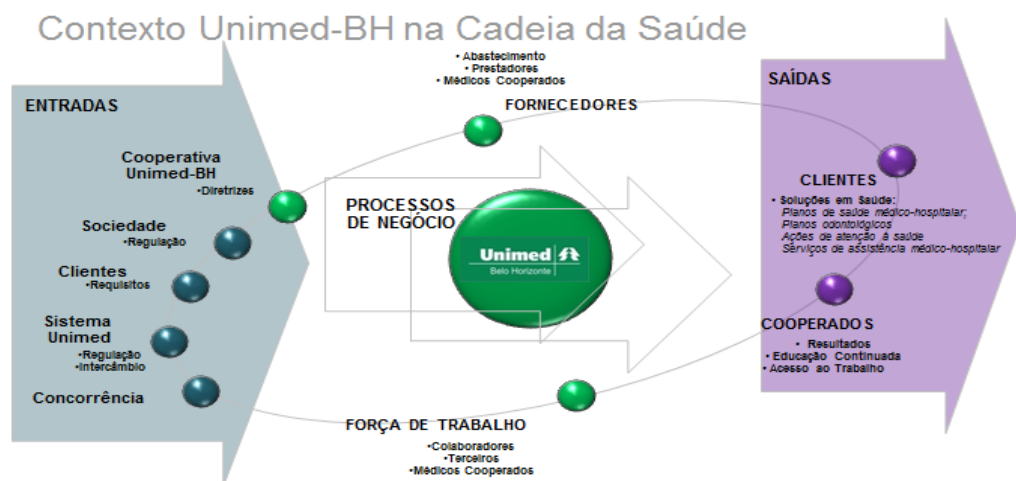 Contexto Unimed-BH na Cadeia da Saúde
• Abastecimento
• Prestadores
• Médicos Cooperados
FORNECEDORES
ENTRADAS
Cooperativa
Unimed-BH
•Diretrizes
Sociedade
•Regulação
Clientes
•Requisitos
Sistema
Unimed
•Regulação
•Intercâmbio
Concorrência
PROCESSOS
DE NEGÓCIO
Unimed
Belo Horizonte
FORÇA DE TRABALHO
•Colaboradores
•Terceiros
•Médicos Cooperados
SAÍDAS
CLIENTES
• Soluções em Saúde:
Planos de saúde médico-hospitalar;
Planos odontológicos
Ações de atenção à saúde
Serviços de assistência médico-hospitalar
COOPERADOS
• Resultados
• Educação Continuada
• Acesso ao Trabalho